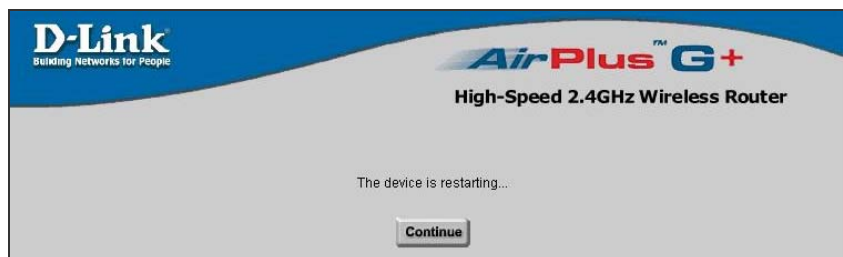 D-Link
Building Networks for People
AirPlus™ G+
High-Speed 2.4GHz Wireless Router
The device is restarting...
Continue